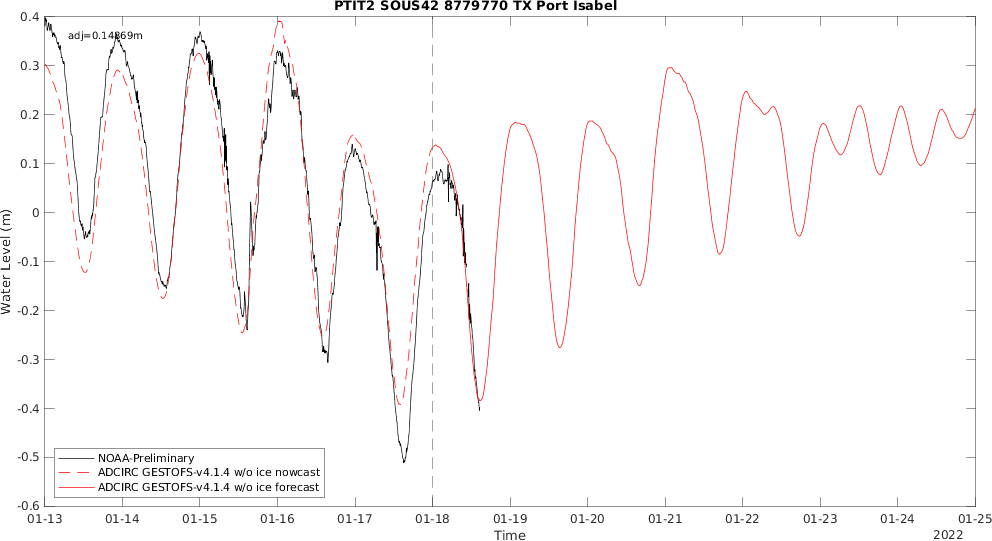 PTIT2 SOUS42 8779770 TX Port Isabel
adj=0.14869m
0.4
0.3
0.2
0.1
0
-0.1
-0.2
-0.3
-0.4
-0.5
-0.6
Water Level (m)
NOAA-Preliminary
ADCIRC GESTOFS-v4.1.4 w/o ice nowcast
ADCIRC GESTOFS-v4.1.4 w/o ice forecast
01-13 01-14 01-15 01-16 01-17 01-18 01-19 01-20 01-21 01-22 01-23 01-24 01-25
Time
2022